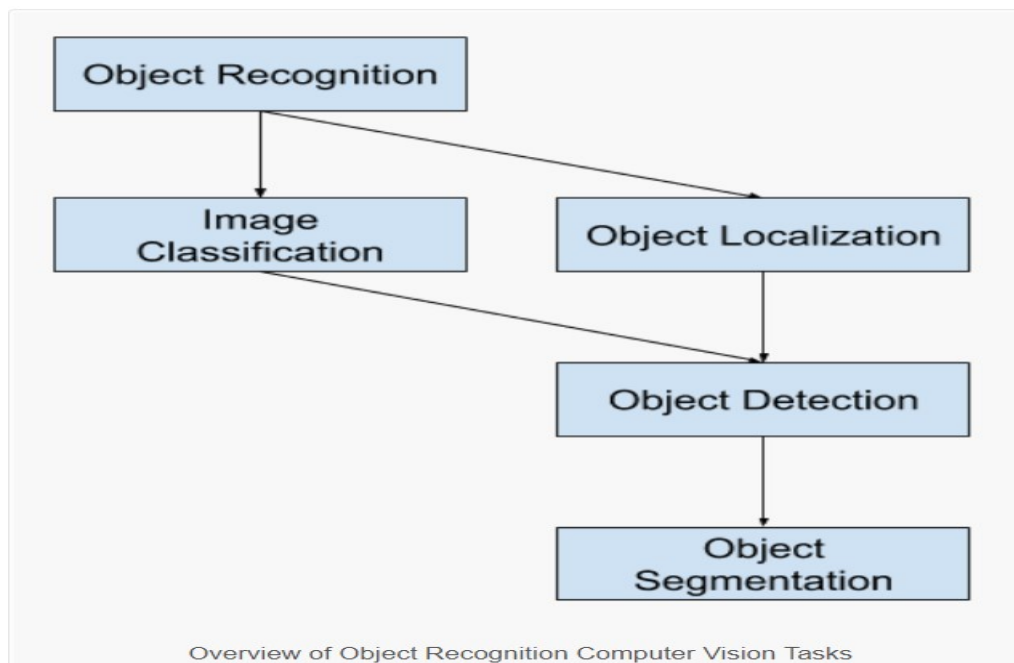 Object Recognition
Image
Classification
Object Localization
Object Detection
Object
Segmentation
Overview of Object Recognition Computer Vision Tasks